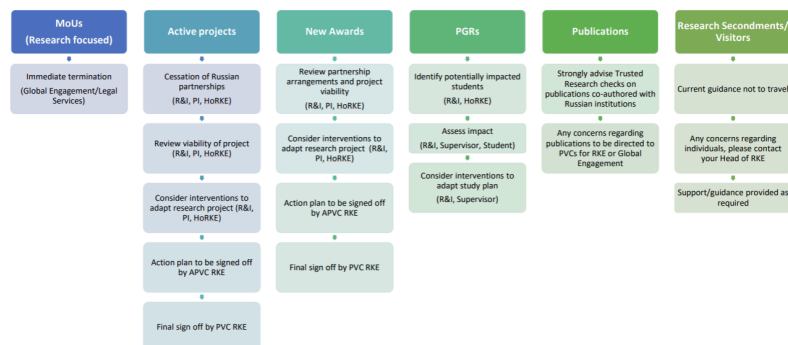 MoUs
(Research focused)
Immediate termination
(Global Engagement/Legal
Services)
Active projects
Cessation of Russian
partnerships
(R&I, PI, HoRKE)
Review viability of project
(R&I, PI, HoRKE)
Consider interventions to
adapt research project (R&I,
PI, HoRKE)
Action plan to be signed off
by APVC RKE
Final sign off by PVC RKE
New Awards
Review partnership
arrangements and project
viability
(R&I, PI, HoRKE)
Consider interventions to
adapt research project (R&I,
PI, HoRKE)
Action plan to be signed off
by APVC RKE
Final sign off by PVC RKE
PGRs
Identify potentially impacted
students
(R&I, HoRKE)
Assess impact
(R&I, Supervisor, Student)
Consider interventions to
adapt study plan
(R&I, Supervisor)
Publications
Strongly advise Trusted
Research checks on
publications co-authored with
Russian institutions
Any concerns regarding
publications to be directed to
PVCs for RKE or Global
Engagement
Research Secondments/
Visitors
Current guidance not to travel
Any concerns regarding
individuals, please contact
your Head of RKE
Support/guidance provided as
required